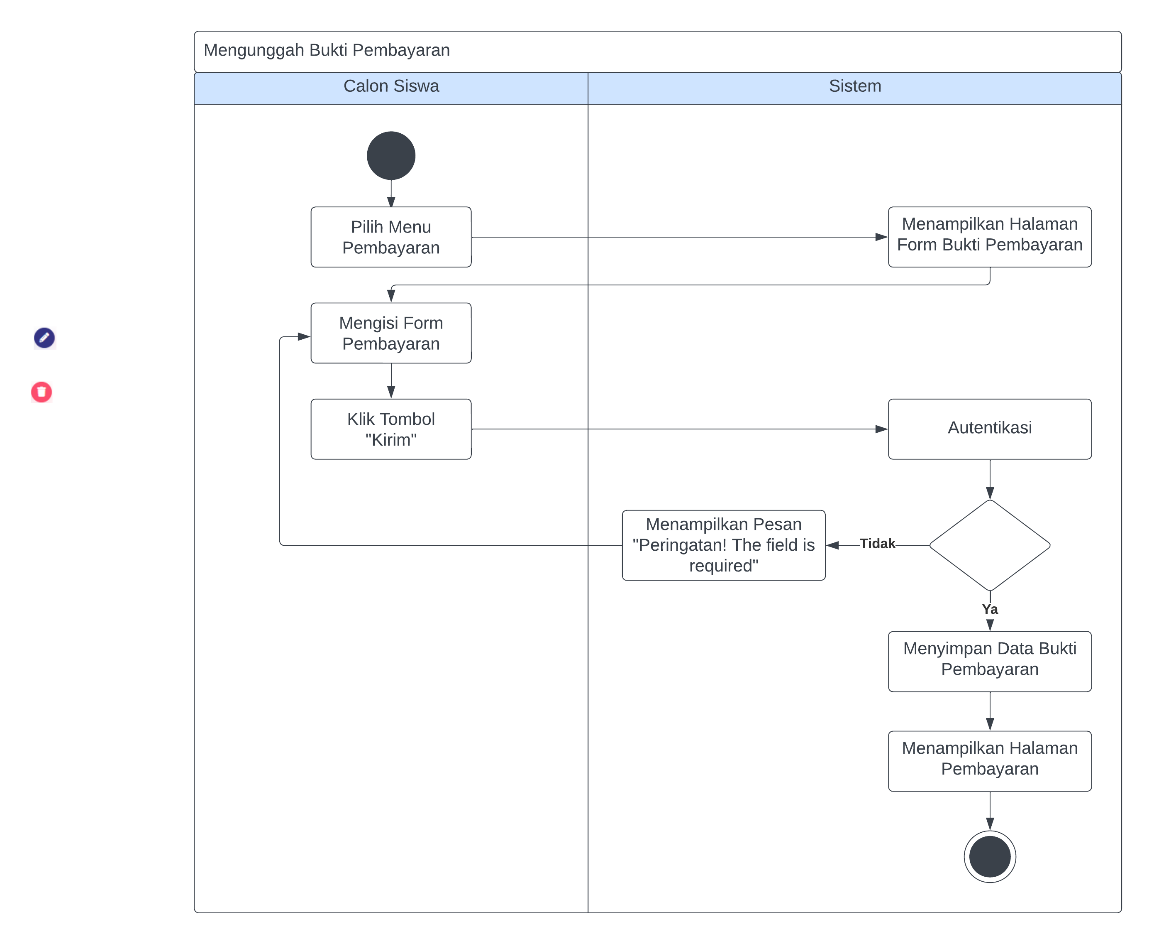 Mengunggah Bukti Pembayaran
Calon Siswa
Sistem
Pilih Menu
Pembayaran
Menampilkan Halaman
Form Bukti Pembayaran
Mengisi Form
Pembayaran
Klik Tombol
"Kirim"
Autentikasi
Menampilkan Pesan
"Peringatan! The field is
required"
Tidak
Ya
Menyimpan Data Bukti
Pembayaran
Menampilkan Halaman
Pembayaran